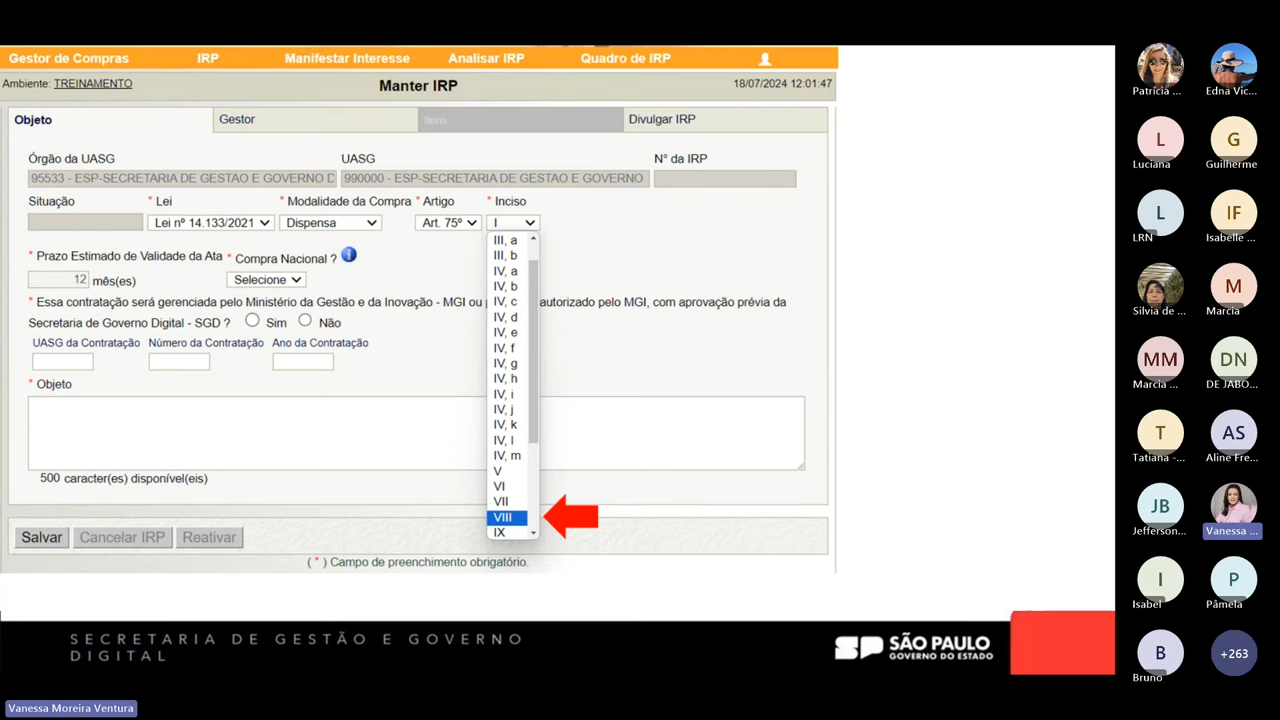 Gestor de Compras IRP Manifestar Interesse Analisar IRP Quadro de IRP
Ambiente: TREINAMENTO Manter IRP 18/07/2024 12:01:47
Objeto Gestor Itens Divulgar IRP
Órgão da UASG UASG N° da IRP
95533 - ESP-SECRETARIA DE GESTAO E GOVERNO D 990000 - ESP-SECRETARIA DE GESTAO E GOVERNO
Situação * Lei * Modalidade da Compra * Artigo * Inciso
Lei nº 14.133/2021 Dispensa Art. 75º I
III, a
III, b
IV, a
IV, b
IV, c
IV, d
IV, e
IV, f
IV, g
IV, h
IV, i
IV, j
IV, k
IV, l
IV, m
V
VI
VII
VIII
IX
* Prazo Estimado de Validade da Ata * Compra Nacional ?
12 mês(es) Selecione
* Essa contratação será gerenciada pelo Ministério da Gestão e da Inovação - MGI ou autorizado pelo MGI, com aprovação prévia da
Secretaria de Governo Digital - SGD ? Sim Não
UASG da Contratação Número da Contratação Ano da Contratação
* Objeto
500 caracter(es) disponível(eis)
Salvar Cancelar IRP Reativar
( * ) Campo de preenchimento obrigatório.
SECRETARIA DE GESTÃO E GOVERNO
DIGITAL
SP SÃO PAULO
GOVERNO DO ESTADO
Vanessa Moreira Ventura
Patrícia ... Edna Vic...
L G
Luciana Guilherme
L IF
LRN Isabelle ...
M
Silvia de ... Marcia
MM DN
Marcia ... DE JABO...
T AS
Tatiana -... Aline Fre...
JB
Jefferson... Vanessa ...
I P
Isabel Pâmela
B +263
Bruno